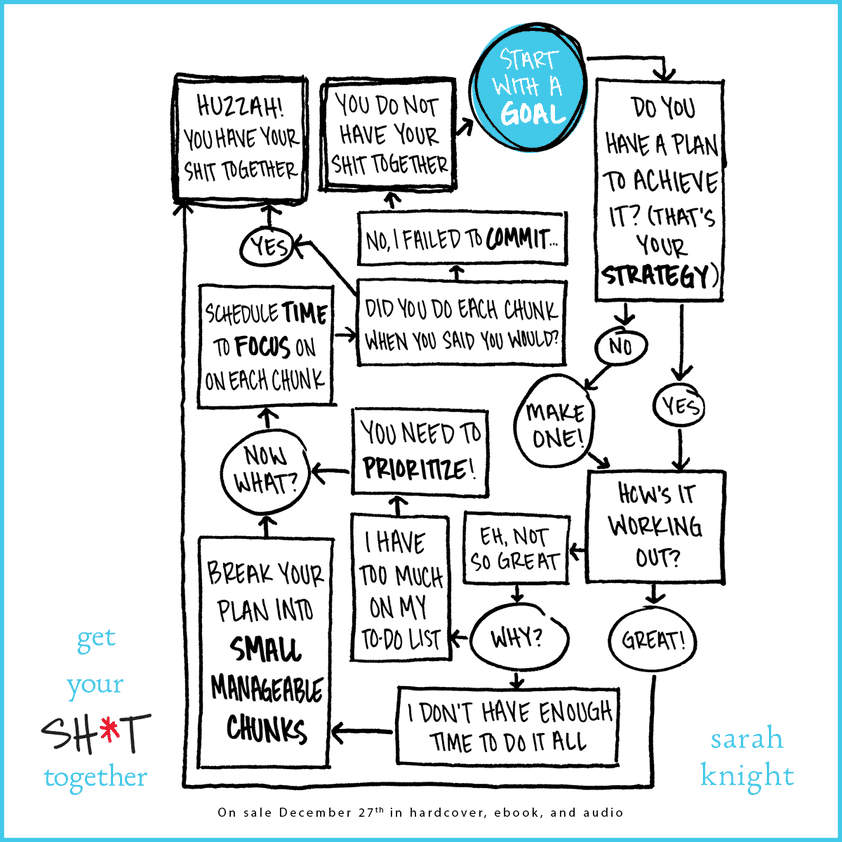 START
WITH A
GOAL
DO YOU
HAVE A PLAN
TO ACHIEVE
IT? (THAT'S
YOUR
STRATEGY)
NO
MAKE
ONE!
YES
HOW'S IT
WORKING
OUT?
GREAT!
EH, NOT
SO GREAT
WHY?
I HAVE
TOO MUCH
ON MY
TO-DO LIST
YOU NEED TO
PRIORITIZE!
I DON'T HAVE ENOUGH
TIME TO DO IT ALL
BREAK YOUR
PLAN INTO
SMALL
MANAGEABLE
CHUNKS
NOW
WHAT?
SCHEDULE TIME
TO FOCUS ON
ON EACH CHUNK
DID YOU DO EACH CHUNK
WHEN YOU SAID YOU WOULD?
NO, I FAILED TO COMMIT...
YOU DO NOT
HAVE YOUR
SHIT TOGETHER
YES
HUZZAH!
YOU HAVE YOUR
SHIT TOGETHER
get
your
SH*T
together
sarah
knight
On sale December 27th in hardcover, ebook, and audio